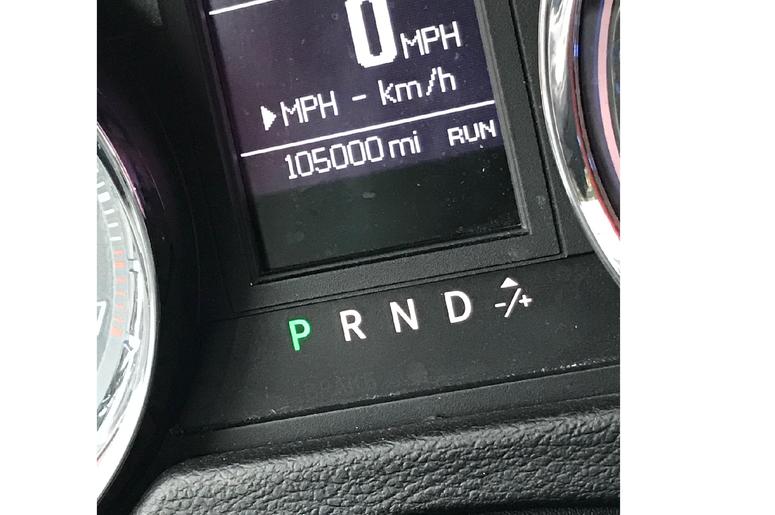 0 MPH
MPH - km/h
105000 mi RUN
P R N D -/+